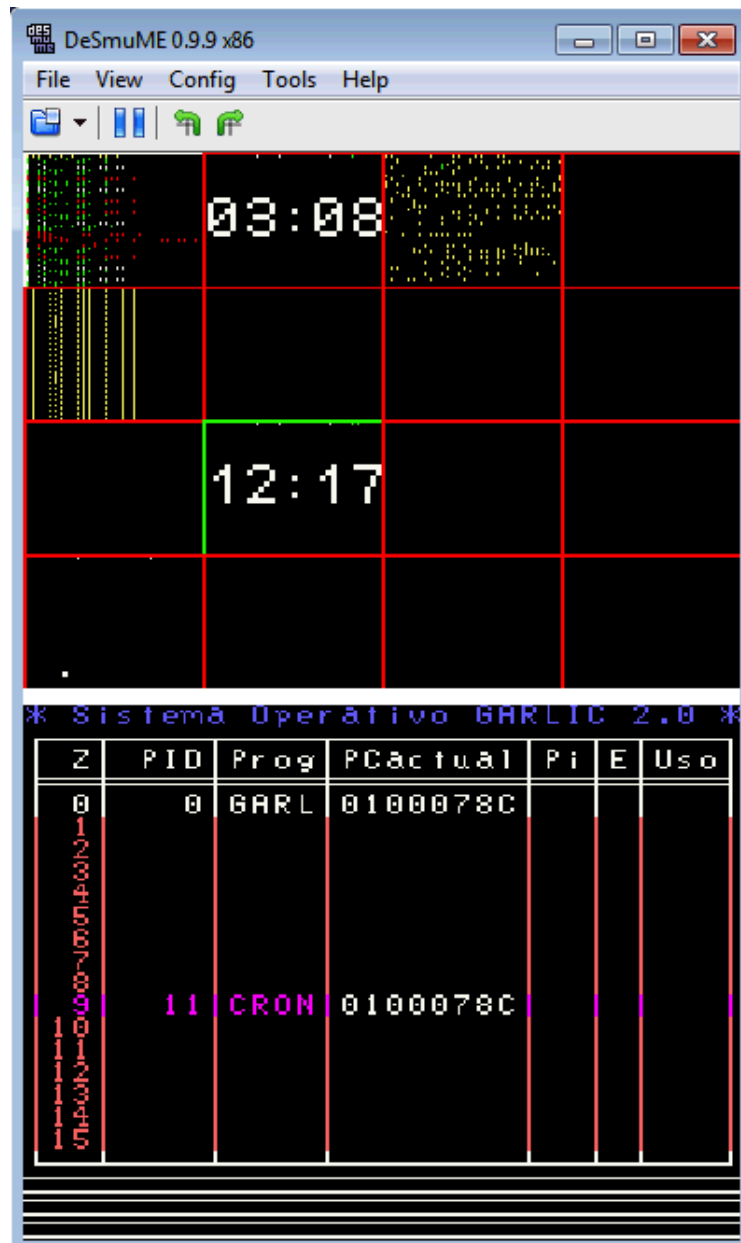 DeSmuME 0.9.9 x86
File View Config Tools Help
03:08
12:17
* Sistema Operativo GARLIC 2.0 *
Z PID Prog PCactual Pi E Uso
0 0 GARL 0100078C
1
2
3
4
5
6
7
8
9 11 CRON 0100078C
10
11
12
13
14
15